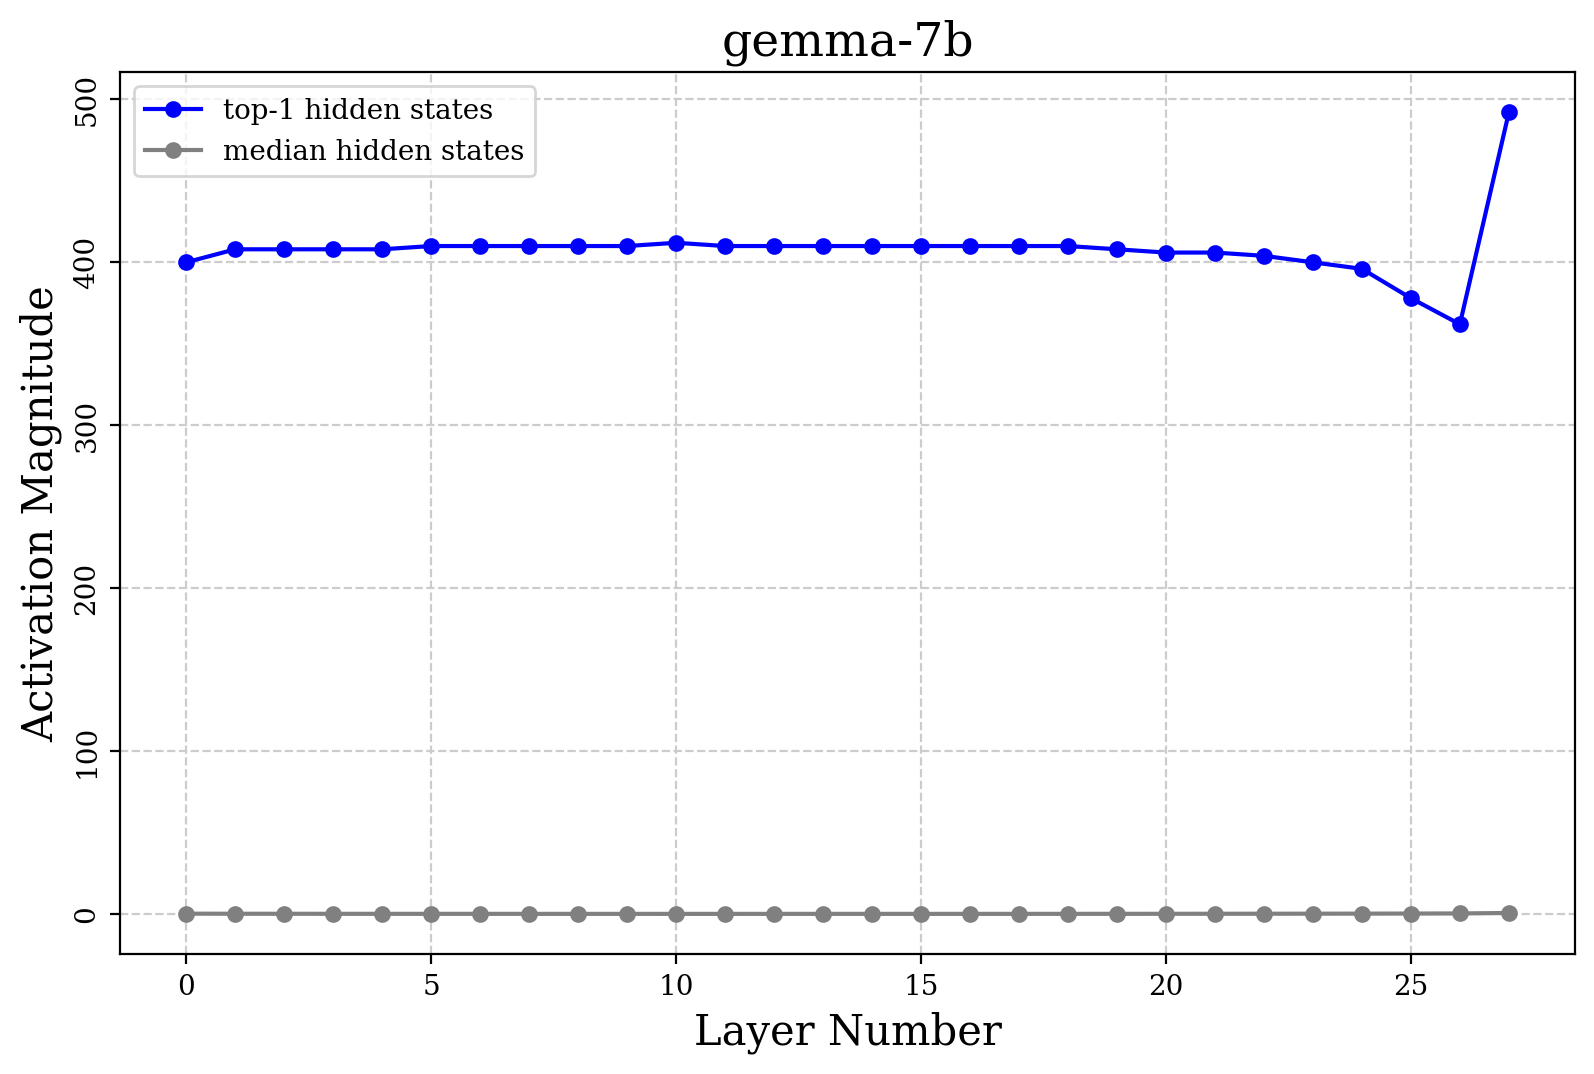 gemma-7b
top-1 hidden states
median hidden states
Activation Magnitude
500
400
300
200
100
0
0 5 10 15 20 25
Layer Number